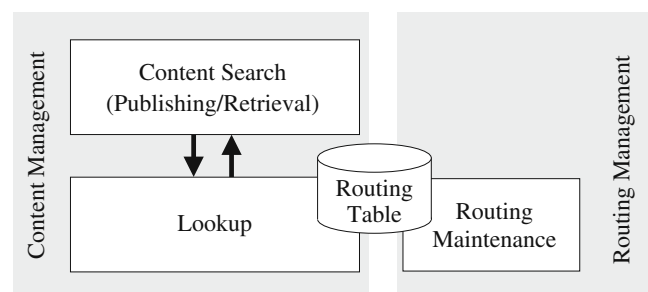 Content Management
Content Search
(Publishing/Retrieval)
Lookup
Routing
Table
Routing
Maintenance
Routing Management